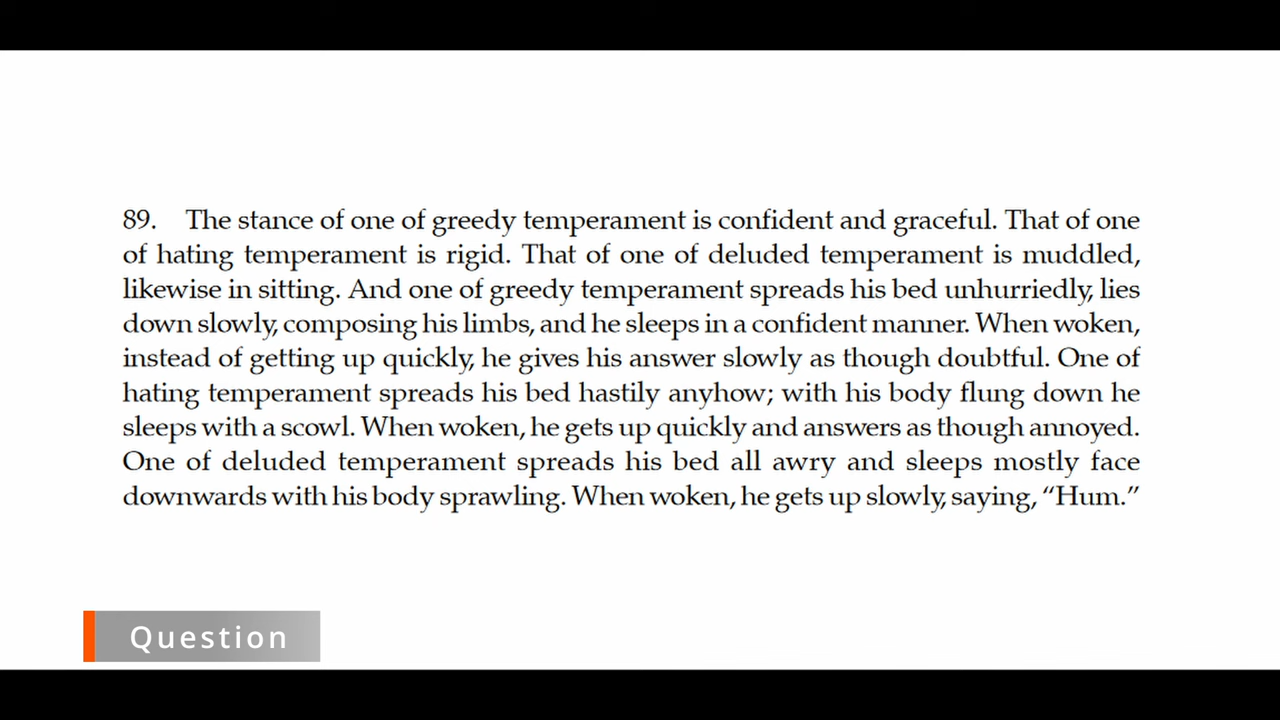 89. The stance of one of greedy temperament is confident and graceful. That of one
of hating temperament is rigid. That of one of deluded temperament is muddled,
likewise in sitting. And one of greedy temperament spreads his bed unhurriedly, lies
down slowly, composing his limbs, and he sleeps in a confident manner. When woken,
instead of getting up quickly, he gives his answer slowly as though doubtful. One of
hating temperament spreads his bed hastily anyhow; with his body flung down he
sleeps with a scowl. When woken, he gets up quickly and answers as though annoyed.
One of deluded temperament spreads his bed all awry and sleeps mostly face
downwards with his body sprawling. When woken, he gets up slowly, saying, “Hum.”
Question